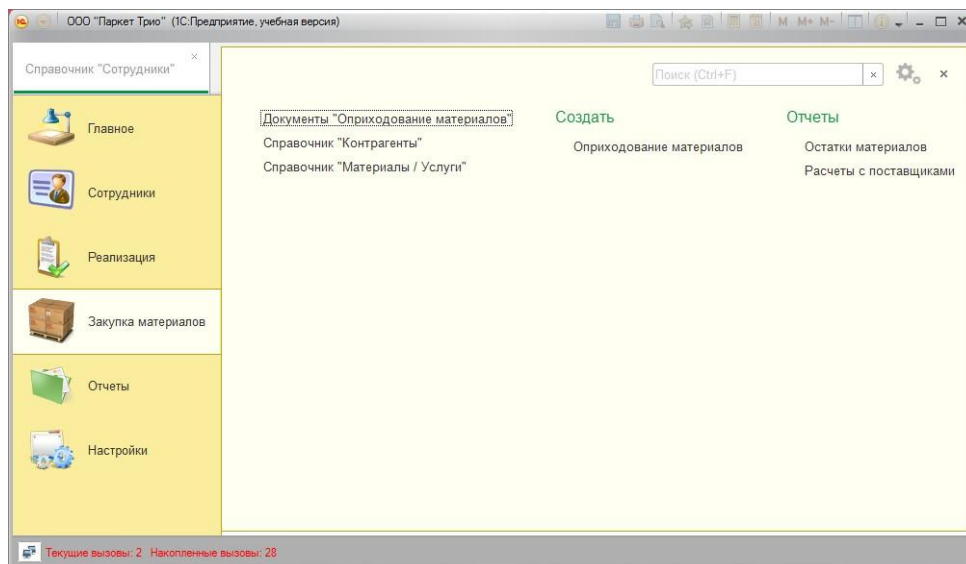 ООО "Паркет Трио" (1С:Предприятие, учебная версия)
M M+ M-
Справочник "Сотрудники"
Поиск (Ctrl+F)
Главное
Сотрудники
Реализация
Закупка материалов
Отчеты
Настройки
Документы "Оприходование материалов"
Справочник "Контрагенты"
Справочник "Материалы / Услуги"
Создать
Оприходование материалов
Отчеты
Остатки материалов
Расчеты с поставщиками
Текущие вызовы: 2 Накопленные вызовы: 28